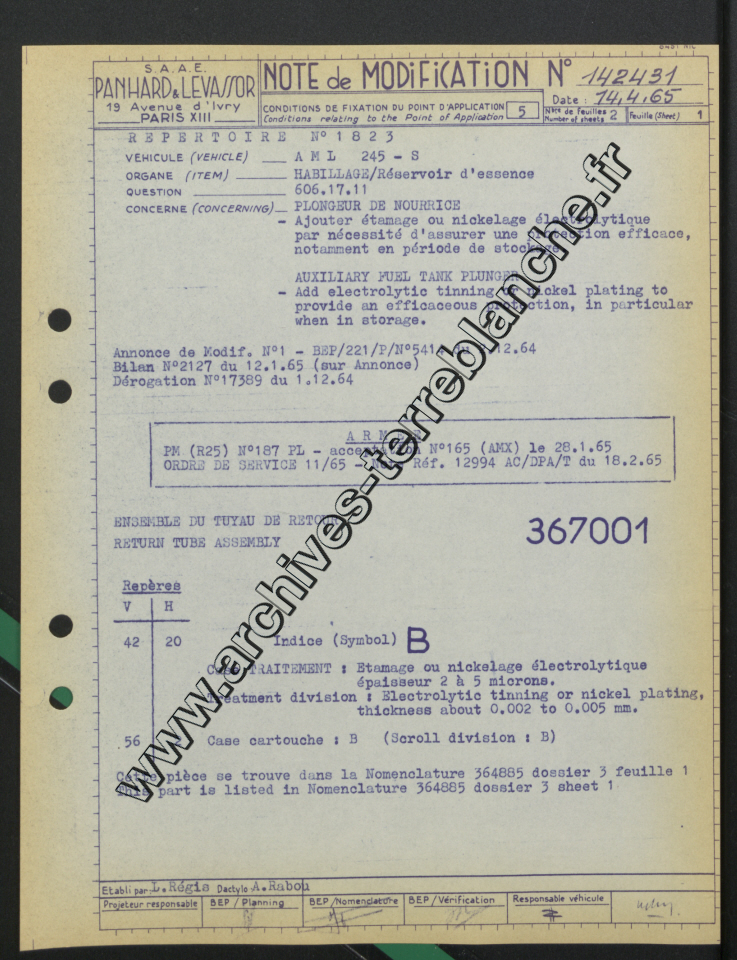 S.A.A.E.
PANHARD & LEVASSOR
19 Avenue d'Ivry
PARIS XIII
NOTE de MODIFICATION N° 142431
Date : 14.4.65
CONDITIONS DE FIXATION DU POINT D'APPLICATION 5
Conditions relating to the Point of Application
Nbre de feuilles 2
Number of sheets
Feuille (Sheet) 1
REPERTOIRE N°1823
VEHICULE (VEHICLE) AML 245 - S
ORGANE (ITEM) HABILLAGE/Réservoir d'essence
QUESTION 606.17.11
CONCERNE (CONCERNING) PLONGEUR DE NOURRICE
- Ajouter étamage ou nickelage électrolytique
par nécessité d'assurer une protection efficace,
notamment en période de stockage.
AUXILIARY FUEL TANK PLUNGER
- Add electrolytic tinning or nickel plating to
provide an efficaceous protection, in particular
when in storage.
Annonce de Modif. N°1 - BEP/221/P/N°5414 du .12.64
Bilan N°2127 du 12.1.65 (sur Annonce)
Dérogation N°17389 du 1.12.64
ARMEE
PM (R25) N°187 PL - acceptation N°165 (AMX) le 28.1.65
ORDRE DE SERVICE 11/65 - Réf. 12994 AC/DPA/T du 18.2.65
ENSEMBLE DU TUYAU DE RETOUR
RETURN TUBE ASSEMBLY
367001
Repères
V H
42 20 Indice (Symbol) B
Case TRAITEMENT : Etamage ou nickelage électrolytique
épaisseur 2 à 5 microns.
Treatment division : Electrolytic tinning or nickel plating,
thickness about 0.002 to 0.005 mm.
56 Case cartouche : B (Scroll division : B)
Cette pièce se trouve dans la Nomenclature 364885 dossier 3 feuille 1
This part is listed in Nomenclature 364885 dossier 3 sheet 1
Etabli par L.Régis Dactylo A.Rabou
Projeteur responsable
BEP / Planning
BEP / Nomenclature
BEP / Vérification
Responsable véhicule
www.archives-terreblanche.fr